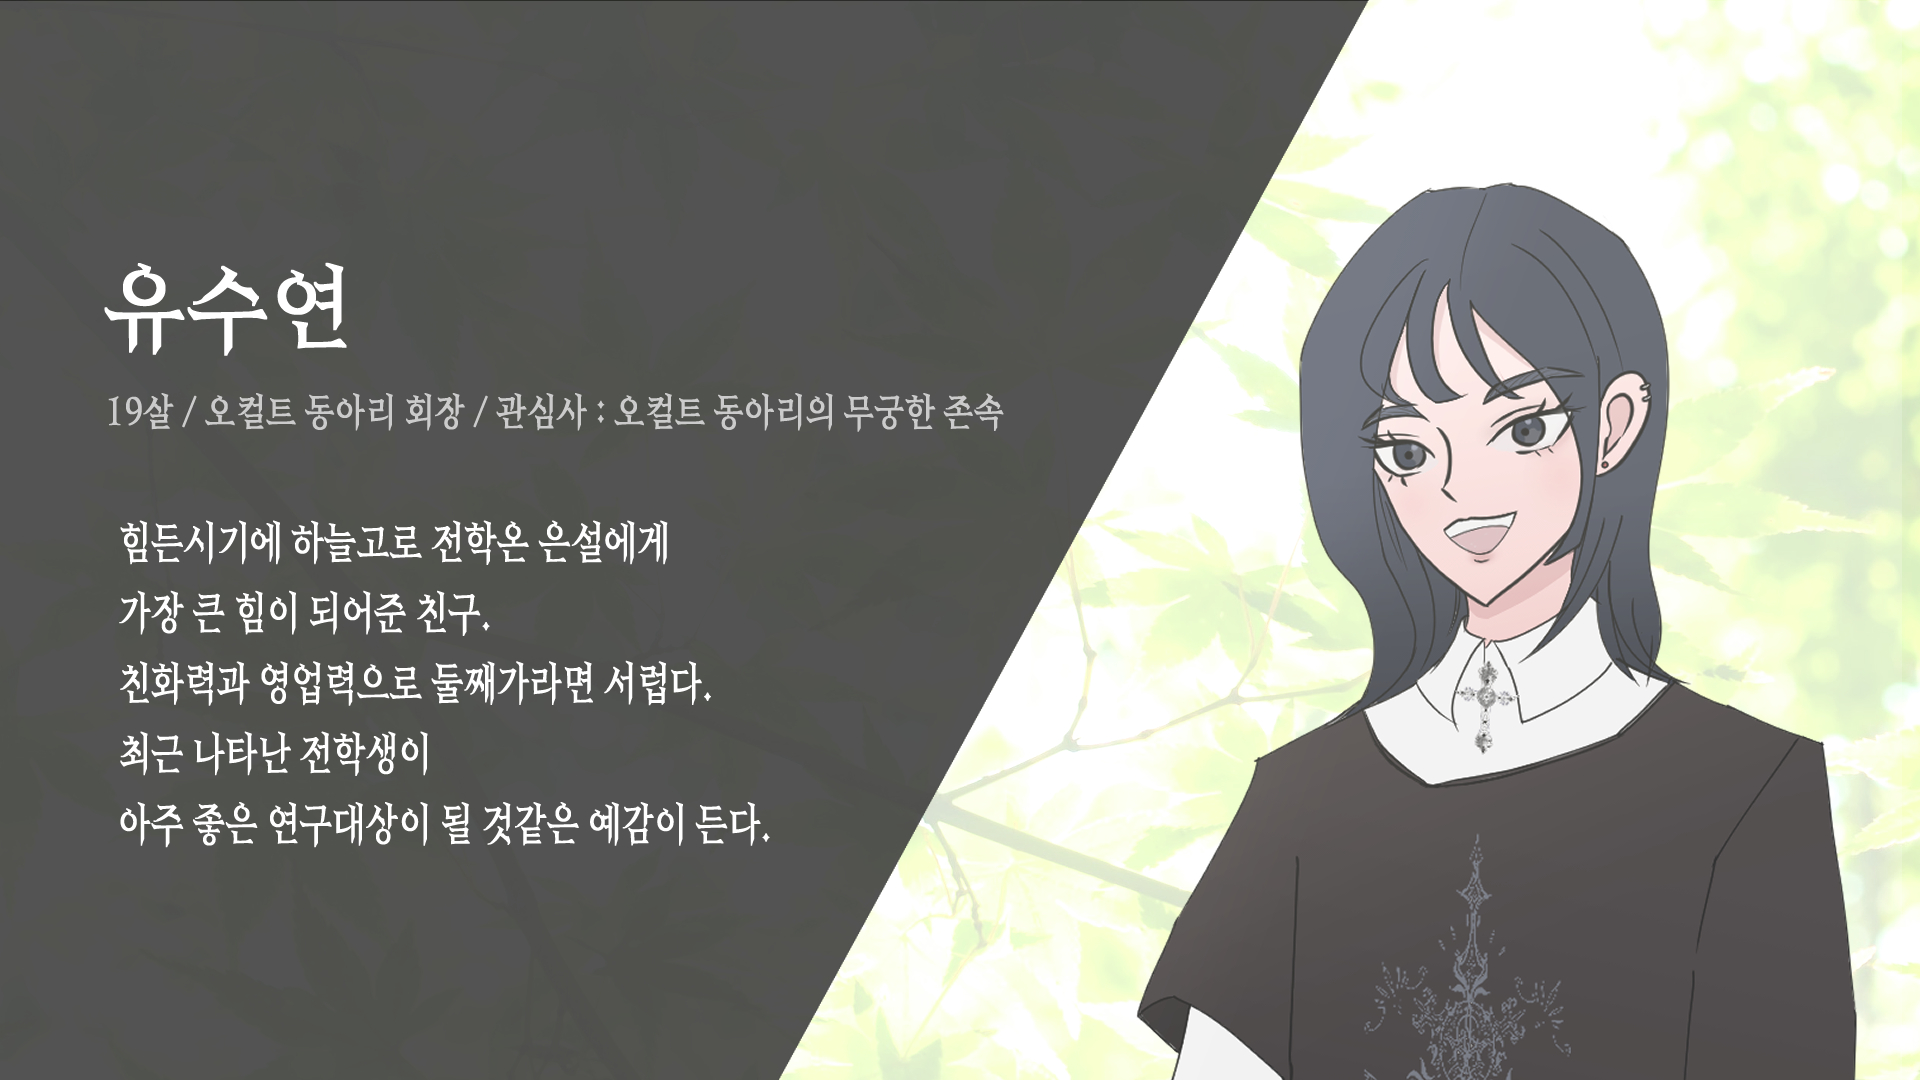 유수연
19살 / 오컬트 동아리 회장 / 관심사 : 오컬트 동아리의 무궁한 존속
힘든시기에 하늘고로 전학온 은설에게
가장 큰 힘이 되어준 친구.
친화력과 영업력으로 둘째가라면 서럽다.
최근 나타난 전학생이
아주 좋은 연구대상이 될 것같은 예감이 든다.